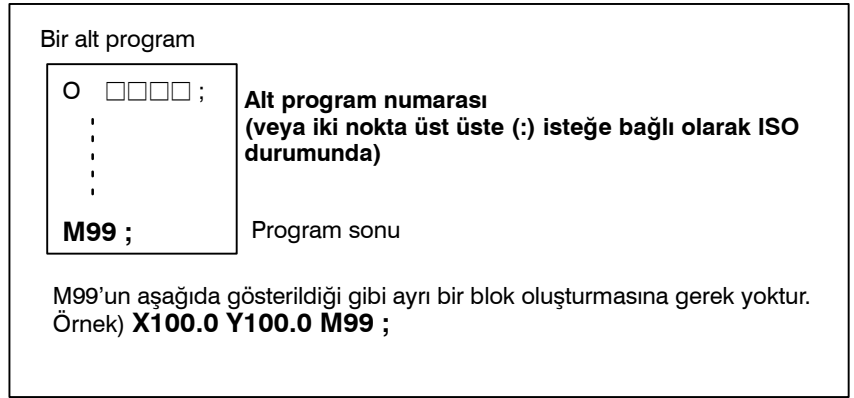 Bir alt program
O □□□□ ;
Alt program numarası
(veya iki nokta üst üste (:) isteğe bağlı olarak ISO
durumunda)
M99 ;
Program sonu
M99’un aşağıda gösterildiği gibi ayrı bir blok oluşturmasına gerek yoktur.
Örnek) X100.0 Y100.0 M99 ;